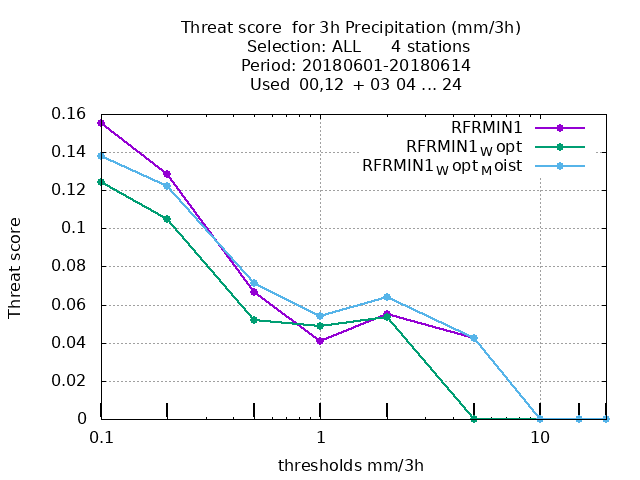 Threat score  for 3h Precipitation (mm/3h)
Selection: ALL      4 stations
Period: 20180601-20180614
Used  00,12  + 03 04 ... 24
0.16
0.14
0.12
0.1
0.08
0.06
0.04
0.02
0
Threat score
RFRMIN1
RFRMIN1Wopt
RFRMIN1WoptMoist
0.1
1
10
thresholds mm/3h